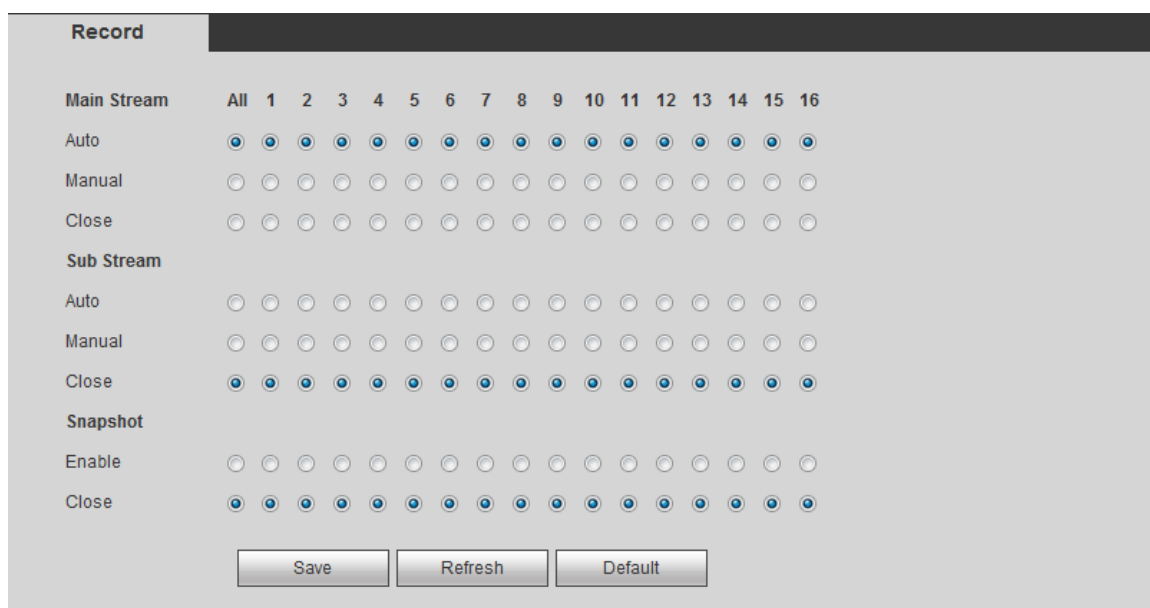 Record
Main Stream All 1 2 3 4 5 6 7 8 9 10 11 12 13 14 15 16
Auto
Manual
Close
Sub Stream
Auto
Manual
Close
Snapshot
Enable
Close
Save Refresh Default